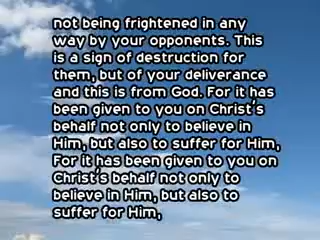 not being frightened in any
way by your opponents. This
is a sign of destruction for
them, but of your deliverance
and this is from God. For it has
been given to you on Christ's
behalf not only to believe in
Him, but also to suffer for Him,
For it has been given to you on
Christ's behalf not only to
believe in Him, but also to
suffer for Him,